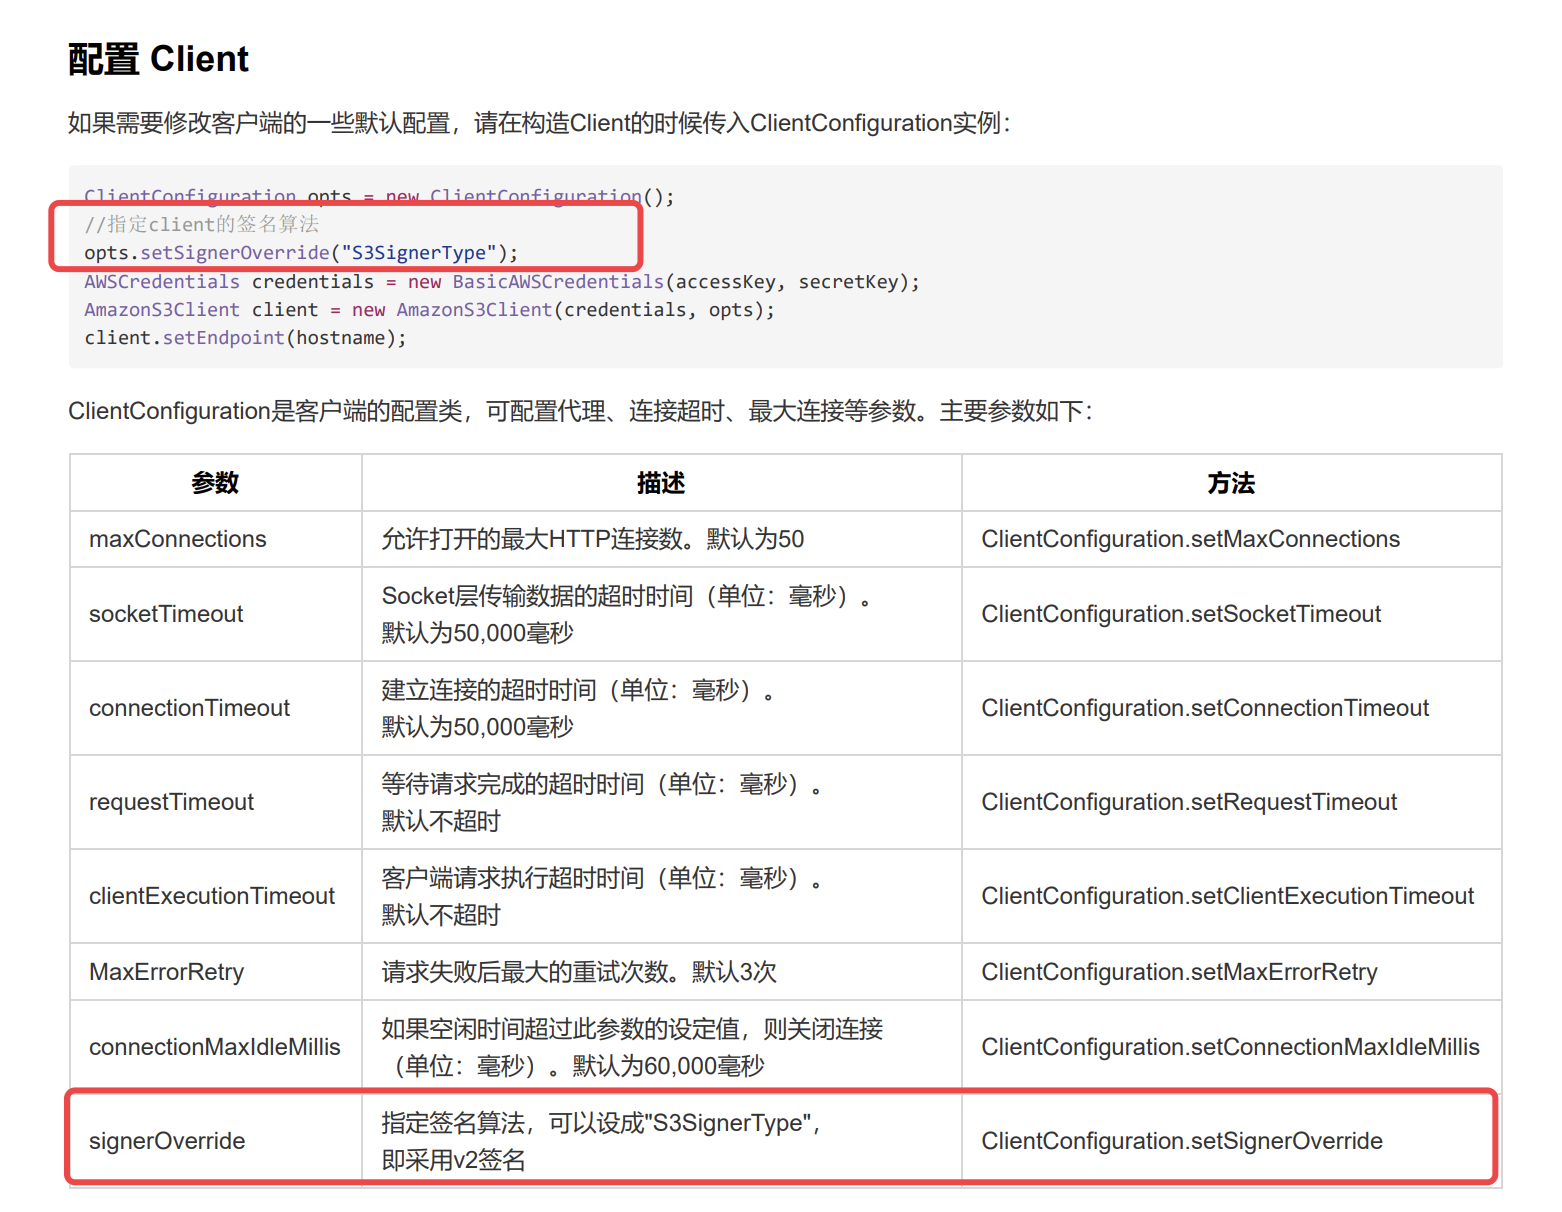 配置 Client
如果需要修改客户端的一些默认配置，请在构造Client的时候传入ClientConfiguration实例：
ClientConfiguration opts = new ClientConfiguration();
//指定client的签名算法
opts.setSignerOverride("S3SignerType");
AWSCredentials credentials = new BasicAWSCredentials(accessKey, secretKey);
AmazonS3Client client = new AmazonS3Client(credentials, opts);
client.setEndpoint(hostname);
ClientConfiguration是客户端的配置类，可配置代理、连接超时、最大连接等参数。主要参数如下：
参数 描述 方法
maxConnections 允许打开的最大HTTP连接数。默认为50 ClientConfiguration.setMaxConnections
socketTimeout Socket层传输数据的超时时间（单位：毫秒）。
默认为50,000毫秒 ClientConfiguration.setSocketTimeout
connectionTimeout 建立连接的超时时间（单位：毫秒）。
默认为50,000毫秒 ClientConfiguration.setConnectionTimeout
requestTimeout 等待请求完成的超时时间（单位：毫秒）。
默认不超时 ClientConfiguration.setRequestTimeout
clientExecutionTimeout 客户端请求执行超时时间（单位：毫秒）。
默认不超时 ClientConfiguration.setClientExecutionTimeout
MaxErrorRetry 请求失败后最大的重试次数。默认3次 ClientConfiguration.setMaxErrorRetry
connectionMaxIdleMillis 如果空闲时间超过此参数的设定值，则关闭连接
（单位：毫秒）。默认为60,000毫秒 ClientConfiguration.setConnectionMaxIdleMillis
signerOverride 指定签名算法，可以设成"S3SignerType"，
即采用v2签名 ClientConfiguration.setSignerOverride